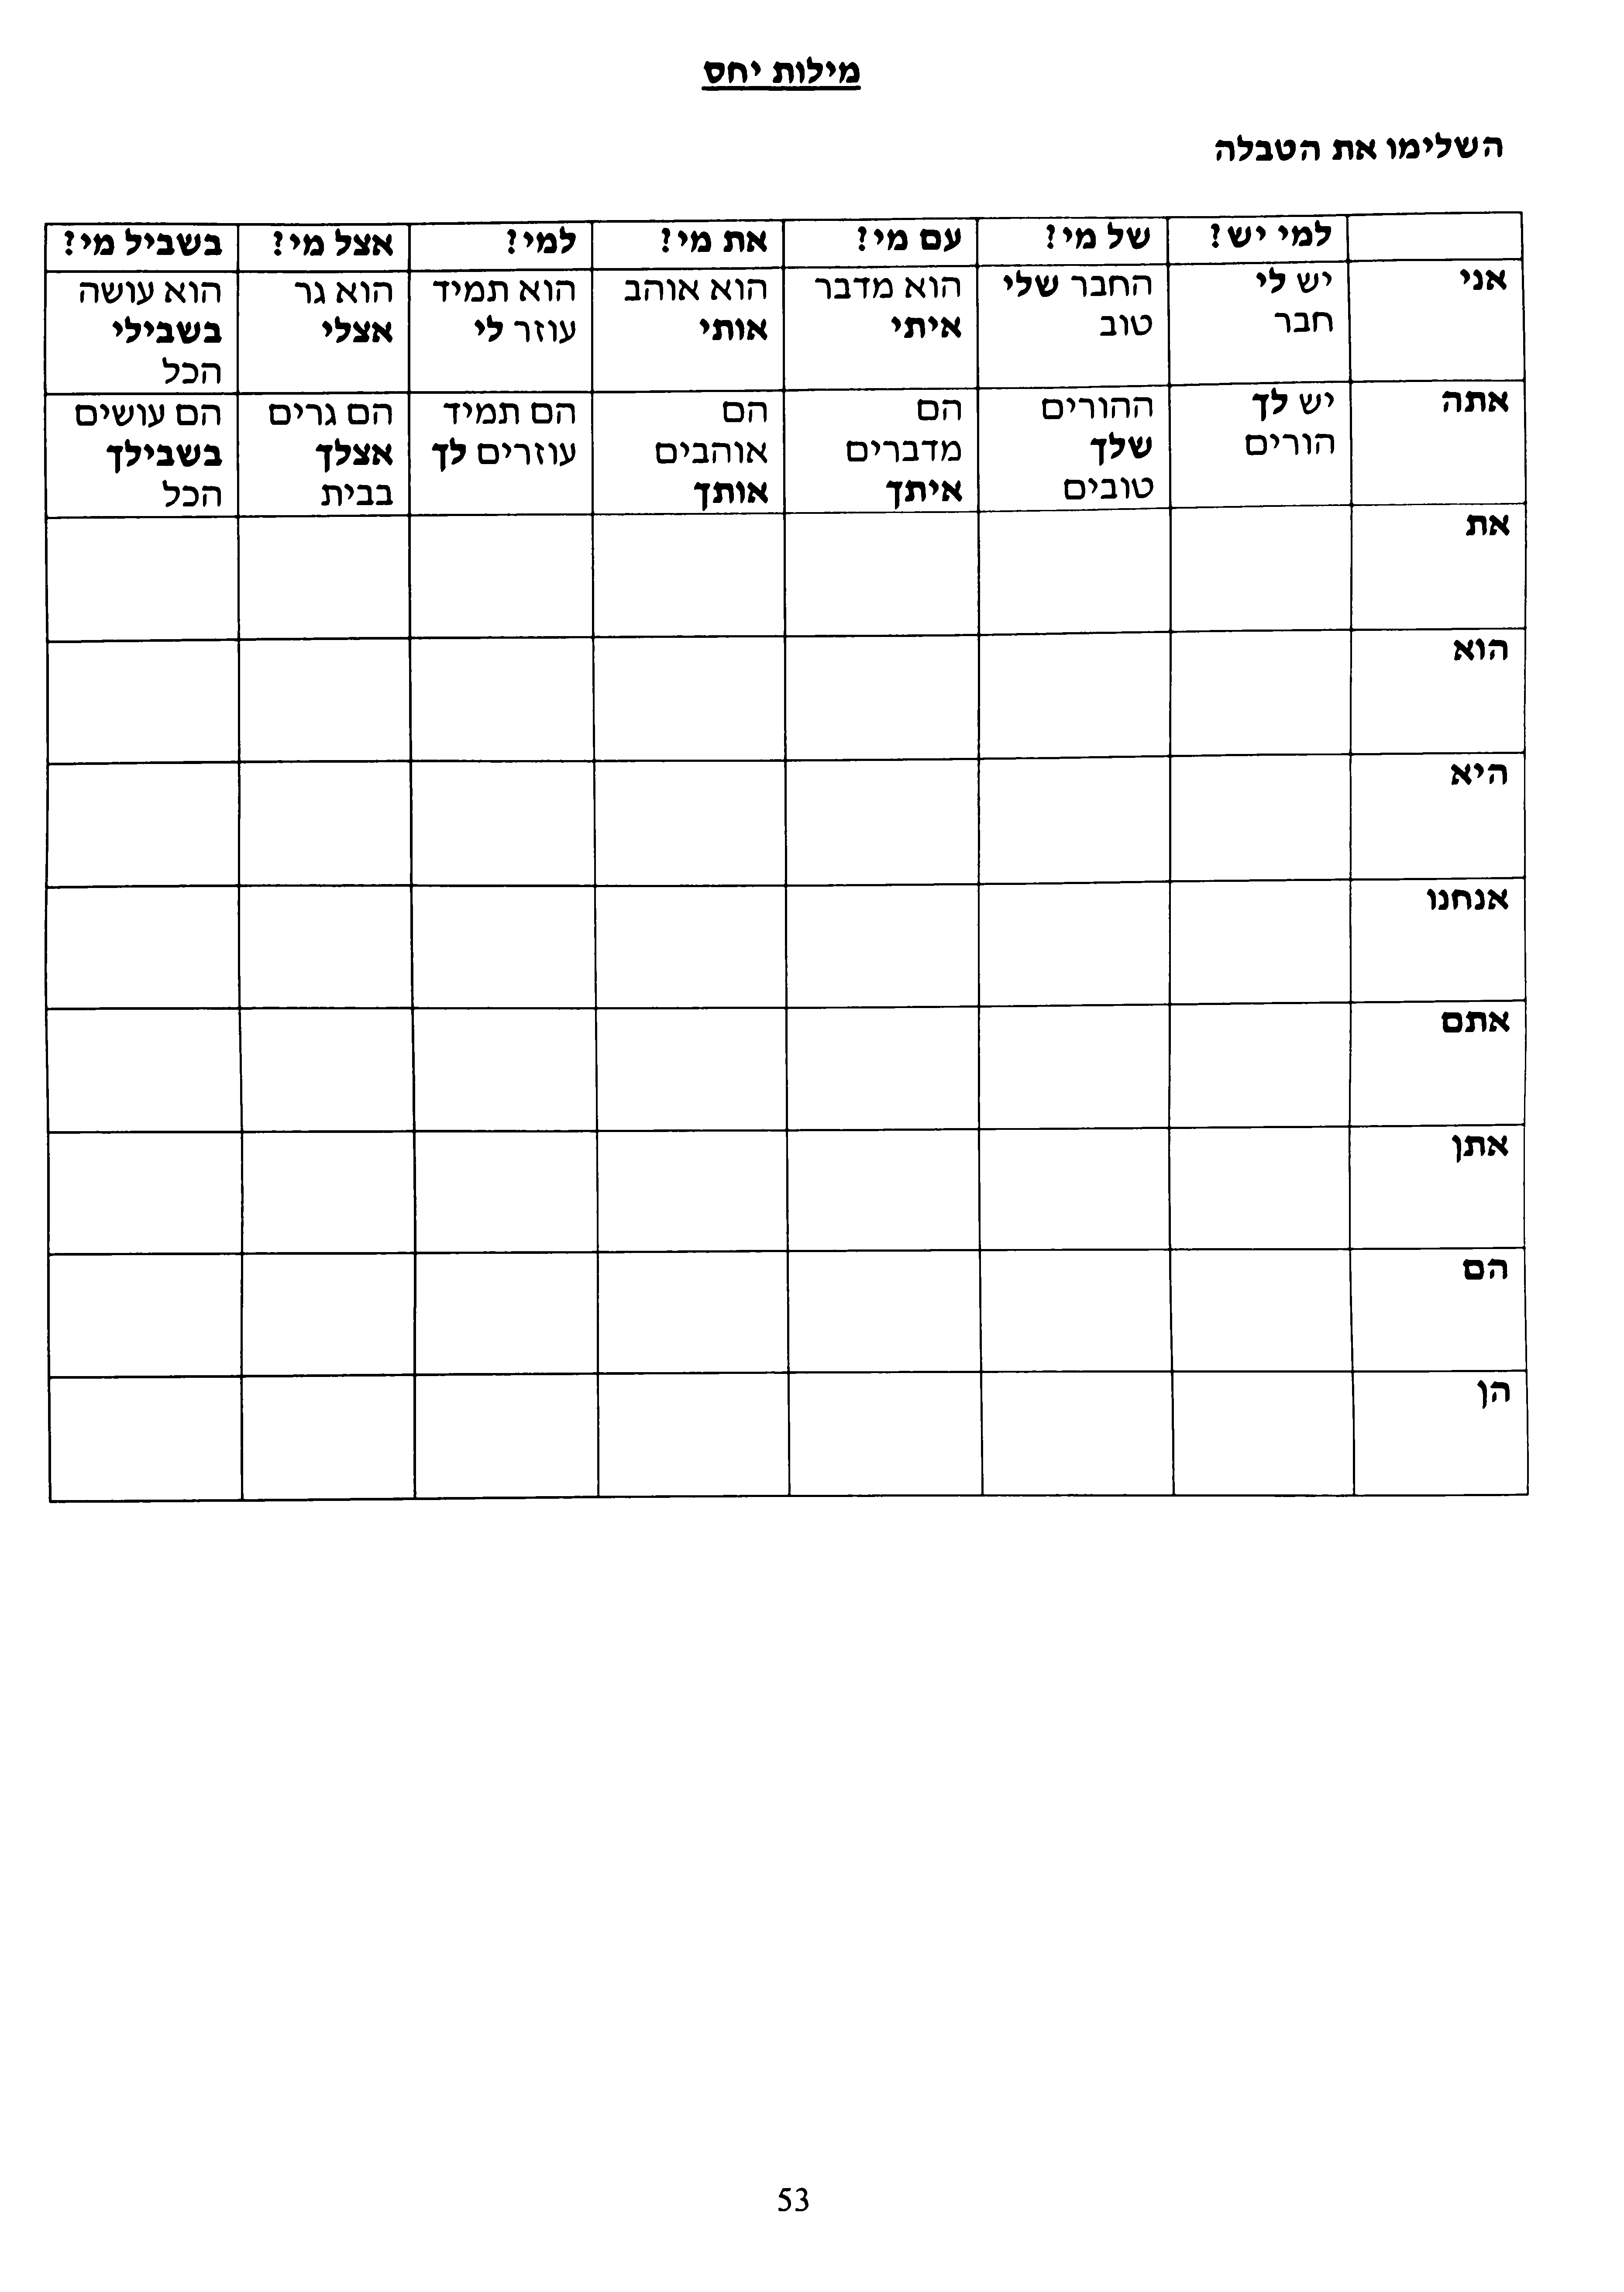 מילות יחס
השלימו את הטבלה
למי יש? של מי? עם מי? את מי? למי? אצל מי? בשביל מי?
אני יש לי החבר שלי הוא מדבר הוא אוהב הוא תמיד הוא גר הוא עושה
חבר טוב איתי אותי עוזר לי אצלי בשבילי
הכל
אתה יש לך ההורים הם הם הם תמיד הם גרים הם עושים
הורים שלך מדברים אוהבים עוזרים לך אצלך בשבילך
טובים איתך אותך בבית הכל
את
הוא
היא
אנחנו
אתם
אתן
הם
הן
53